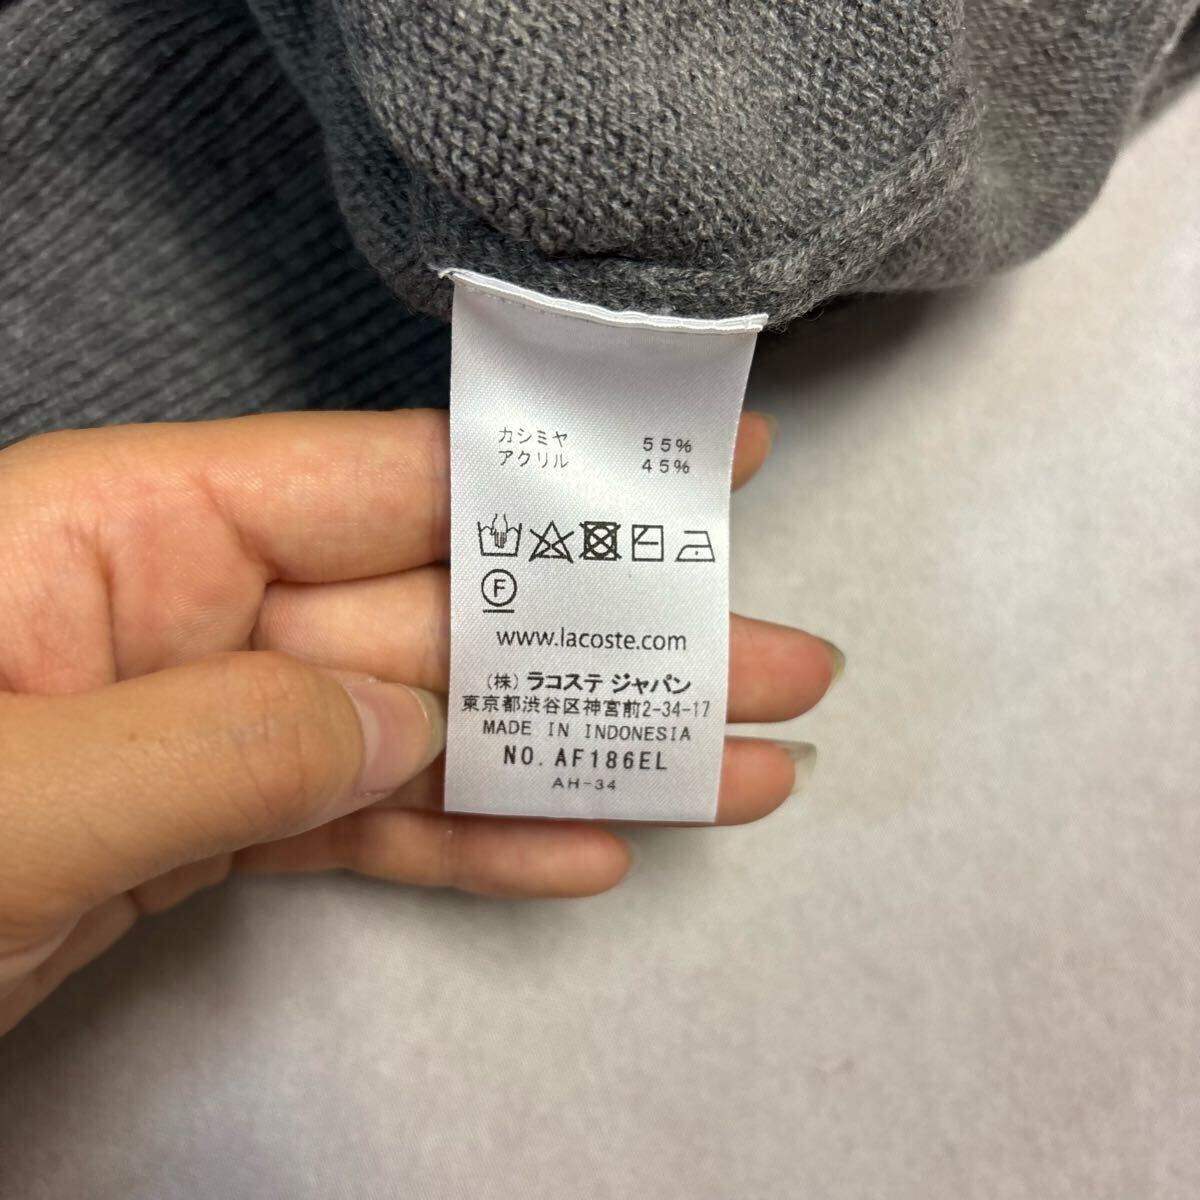 カシミヤ 55%
アクリル 45%
F
www.lacoste.com
(株) ラコステ ジャパン
東京都渋谷区神宮前2-34-17
MADE IN INDONESIA
NO. AF186EL
AH-34